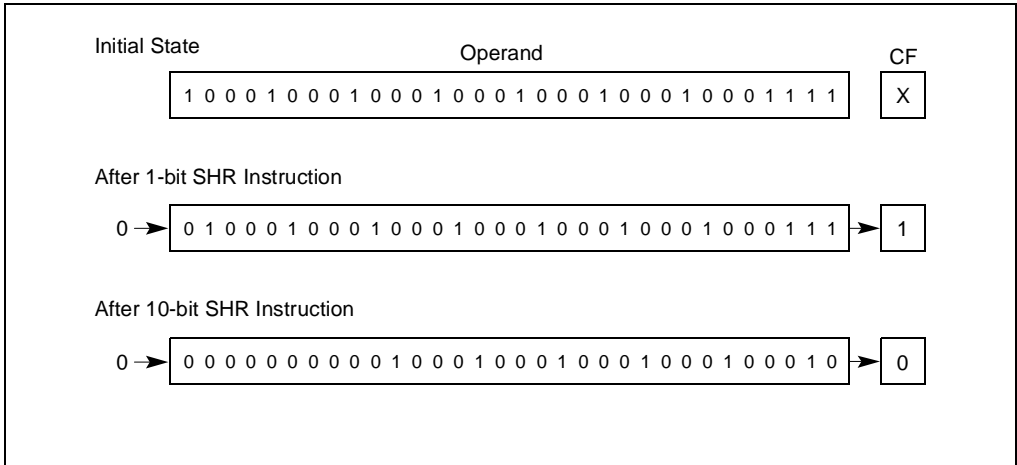 Initial State
Operand
CF
1 0 0 0 1 0 0 0 1 0 0 0 1 0 0 0 1 0 0 0 1 0 0 0 1 0 0 0 1 1 1 1 X
After 1-bit SHR Instruction
0 0 1 0 0 0 1 0 0 0 1 0 0 0 1 0 0 0 1 0 0 0 1 0 0 0 1 0 0 0 1 1 1 1
After 10-bit SHR Instruction
0 0 0 0 0 0 0 0 0 0 0 1 0 0 0 1 0 0 0 1 0 0 0 1 0 0 0 1 0 0 0 1 0 0